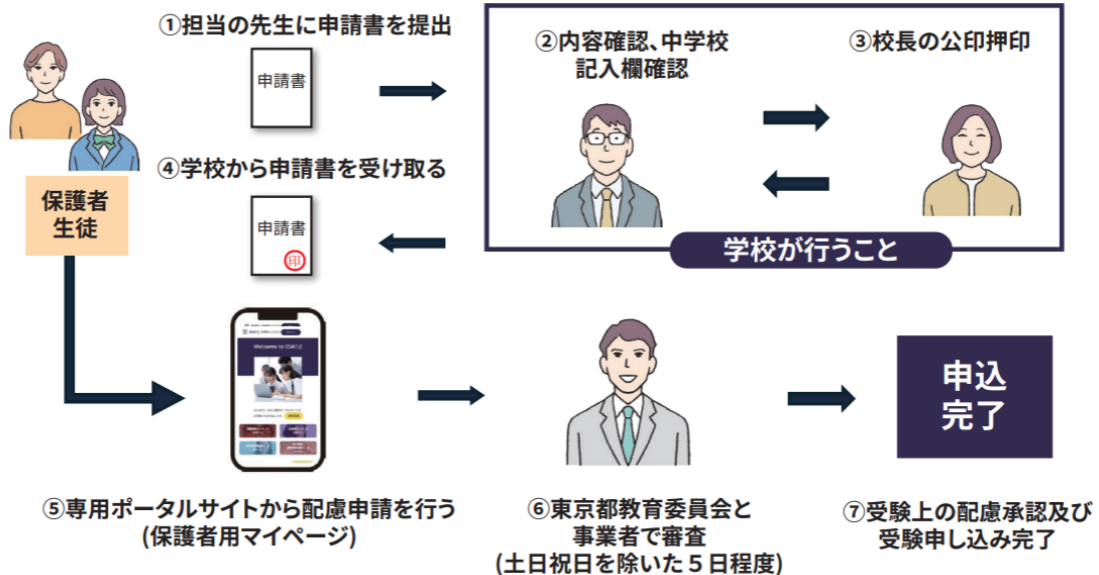 ①担当の先生に申請書を提出
申請書
②内容確認、中学校
記入欄確認
③校長の公印押印
保護者
生徒
④学校から申請書を受け取る
申請書
印
学校が行うこと
Welcome to ESAT-J!
申込
完了
⑤専用ポータルサイトから配慮申請を行う
(保護者用マイページ)
⑥東京都教育委員会と
事業者で審査
(土日祝日を除いた５日程度)
⑦受験上の配慮承認及び
受験申し込み完了